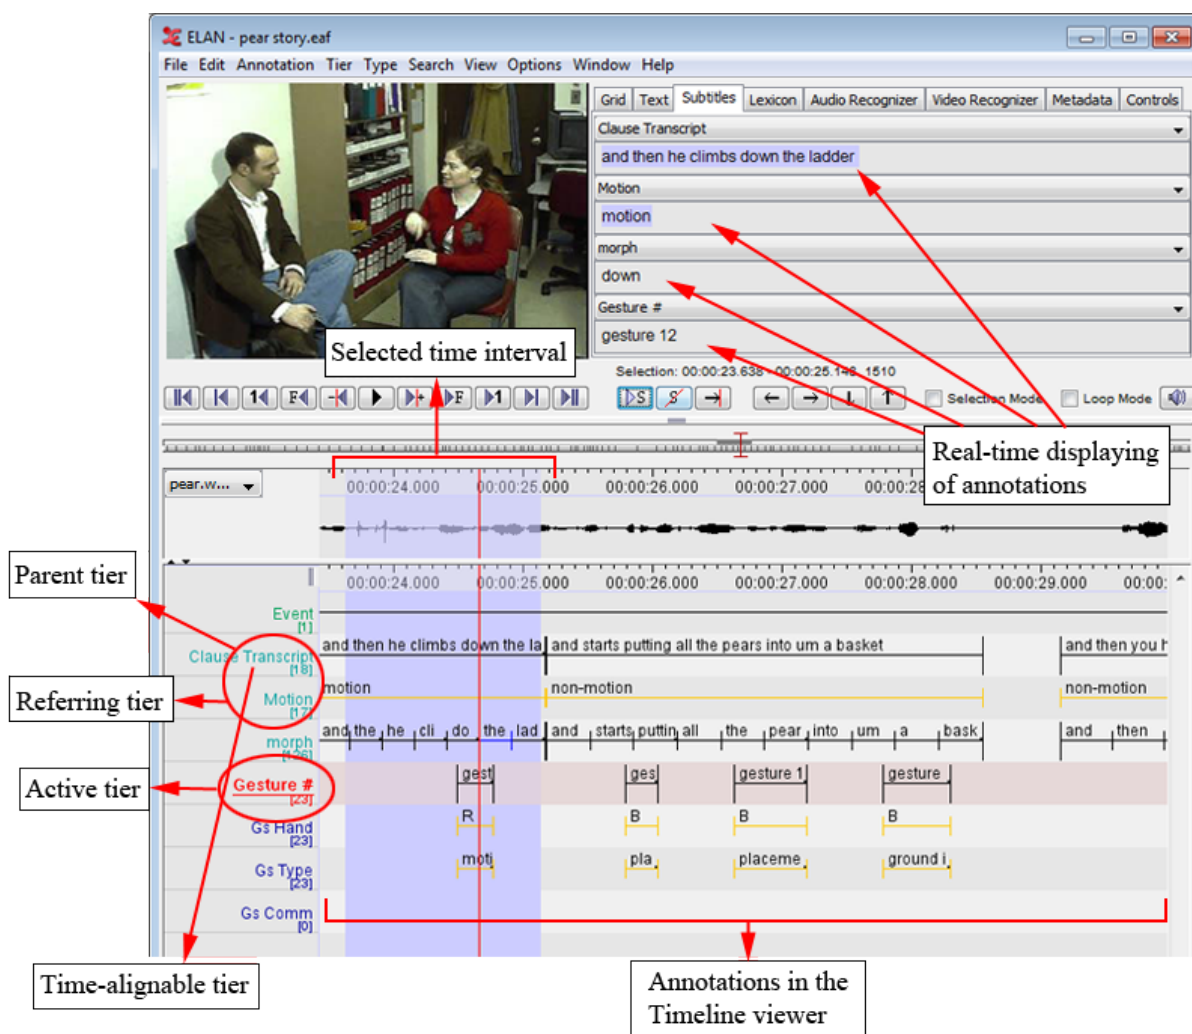 ELAN - pear story.eaf
File Edit Annotation Tier Type Search View Options Window Help
Grid Text Subtitles Lexicon Audio Recognizer Video Recognizer Metadata Controls
Clause Transcript
and then he climbs down the ladder
Motion
motion
morph
down
Gesture #
gesture 12
Selected time interval
Selection: 00:00:23.638 - 00:00:25.148 1510
1 F F 1 S S
Selection Mode Loop Mode
Real-time displaying
of annotations
pear.w...
00:00:24.000 00:00:25.000 00:00:26.000 00:00:27.000 00:00:28
Parent tier
00:00:24.000 00:00:25.000 00:00:26.000 00:00:27.000 00:00:28.000 00:00:29.000 00:00:
Event
[1]
Clause Transcript and then he climbs down the la and starts putting all the pears into um a basket and then you h
[18]
Referring tier
Motion motion non-motion non-motion
[17]
morph and the he cli do the lad and starts puttin all the pear into um a bask and then
[126]
Active tier
Gesture # gest ges gesture 1 gesture
[23]
Gs Hand R B B B
[23]
Gs Type moti pla placeme ground i
[23]
Gs Comm
[0]
Time-alignable tier
Annotations in the
Timeline viewer